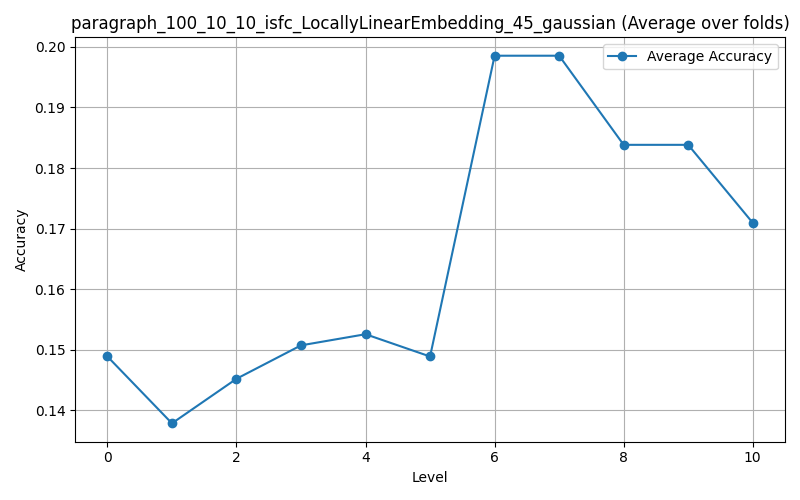 paragraph_100_10_10_isfc_LocallyLinearEmbedding_45_gaussian (Average over folds)
Average Accuracy
Accuracy
0.20
0.19
0.18
0.17
0.16
0.15
0.14
0 2 4 6 8 10
Level